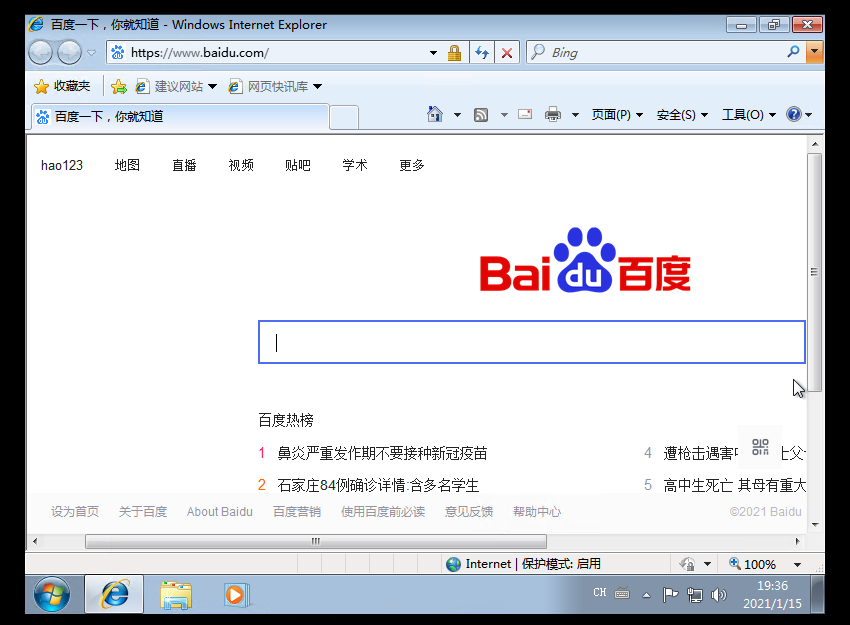 百度一下，你就知道 - Windows Internet Explorer
https://www.baidu.com/
Bing
收藏夹 建议网站 网页快讯库
百度一下，你就知道
页面(P) 安全(S) 工具(O)
hao123 地图 直播 视频 贴吧 学术 更多
Bai du 百度
百度热榜
1 鼻炎严重发作期不要接种新冠疫苗
4 遭枪击遇害 士父
2 石家庄84例确诊详情:含多名学生
5 高中生死亡 其母有重大
设为首页 关于百度 About Baidu 百度营销 使用百度前必读 意见反馈 帮助中心 ©2021 Baidu
Internet | 保护模式: 启用
100%
CH
19:36
2021/1/15